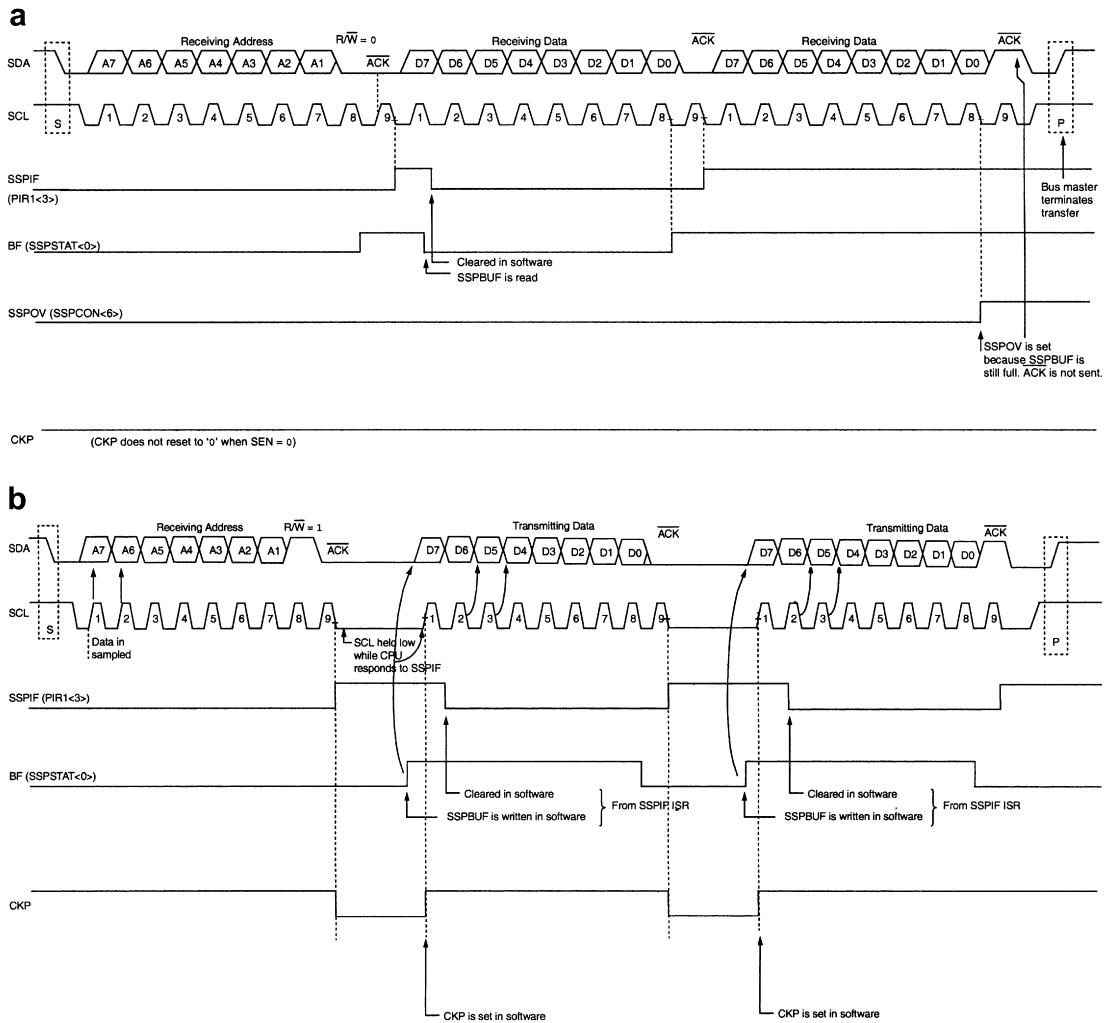 a
Receiving Address R/W̅ = 0 A̅C̅K̅ Receiving Data A̅C̅K̅ Receiving Data A̅C̅K̅
SDA A7 A6 A5 A4 A3 A2 A1 D7 D6 D5 D4 D3 D2 D1 D0 D7 D6 D5 D4 D3 D2 D1 D0
SCL S 1 2 3 4 5 6 7 8 9 1 2 3 4 5 6 7 8 9 1 2 3 4 5 6 7 8 9 P
SSPIF
(PIR1<3>)
Bus master
terminates
transfer
BF (SSPSTAT<0>)
Cleared in software
SSPBUF is read
SSPOV (SSPCON<6>)
SSPOV is set
because SSPBUF is
still full. A̅C̅K̅ is not sent.
CKP (CKP does not reset to '0' when SEN = 0)
b
Receiving Address R/W̅ = 1 A̅C̅K̅ Transmitting Data A̅C̅K̅ Transmitting Data A̅C̅K̅
SDA A7 A6 A5 A4 A3 A2 A1 D7 D6 D5 D4 D3 D2 D1 D0 D7 D6 D5 D4 D3 D2 D1 D0
SCL S 1 2 3 4 5 6 7 8 9 1 2 3 4 5 6 7 8 9 1 2 3 4 5 6 7 8 9 P
Data in
sampled
SCL held low
while CPU
responds to SSPIF
SSPIF (PIR1<3>)
BF (SSPSTAT<0>)
Cleared in software
SSPBUF is written in software
From SSPIF ISR
Cleared in software
SSPBUF is written in software
From SSPIF ISR
CKP
CKP is set in software
CKP is set in software